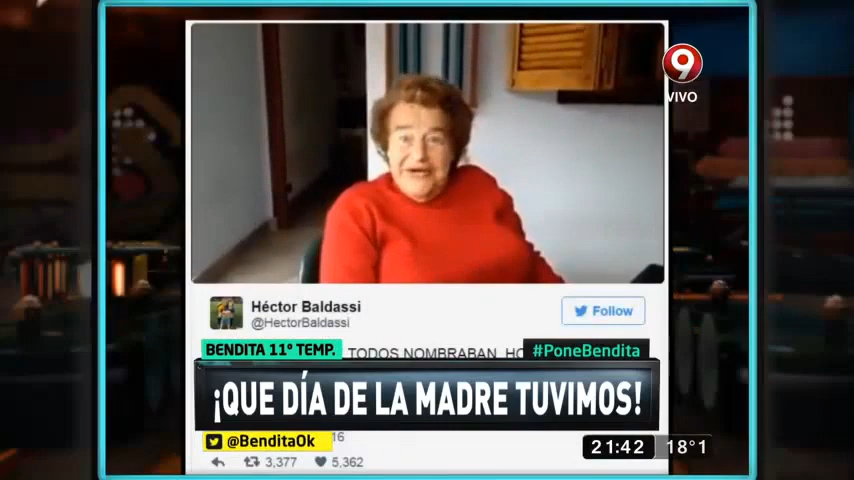 9
VIVO
Héctor Baldassi
@HectorBaldassi
Follow
BENDITA 11° TEMP.
TODOS NOMBRABAN
#PoneBendita
¡QUE DÍA DE LA MADRE TUVIMOS!
@BenditaOk
16
21:42
18°1
3,377
5,362